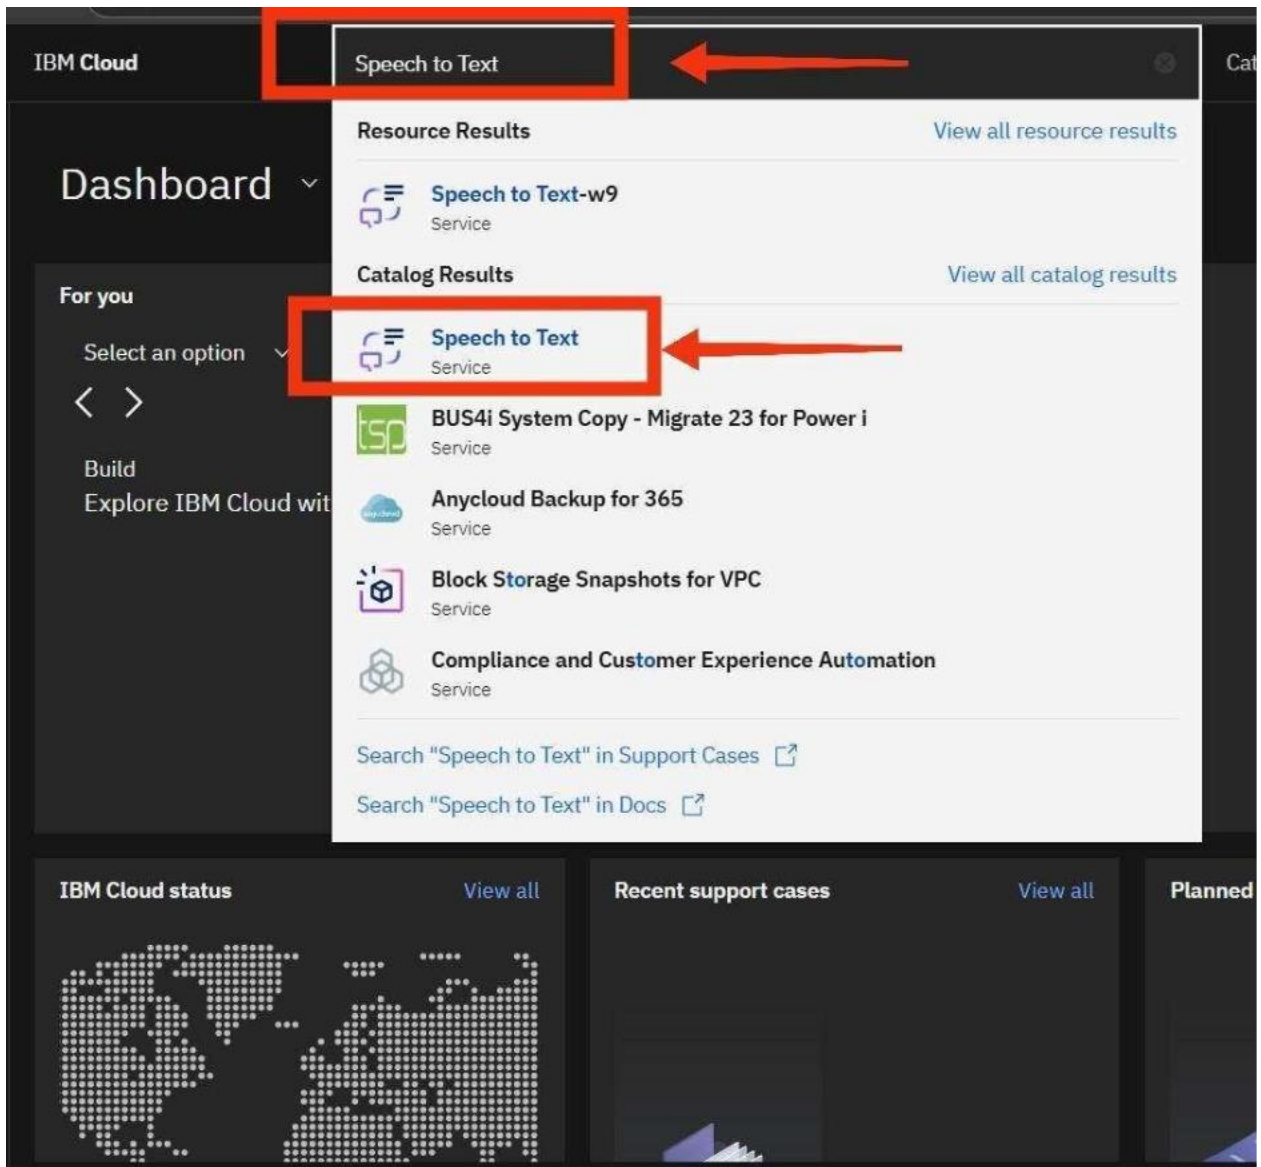 IBM Cloud
Speech to Text
Cat
Dashboard
Resource Results
View all resource results
Speech to Text-w9
Service
Catalog Results
View all catalog results
For you
Select an option
Speech to Text
Service
BUS4i System Copy - Migrate 23 for Power i
Service
tsp
Build
Explore IBM Cloud wit
Anycloud Backup for 365
Service
Block Storage Snapshots for VPC
Service
Compliance and Customer Experience Automation
Service
Search "Speech to Text" in Support Cases
Search "Speech to Text" in Docs
IBM Cloud status
View all
Recent support cases
View all
Planned